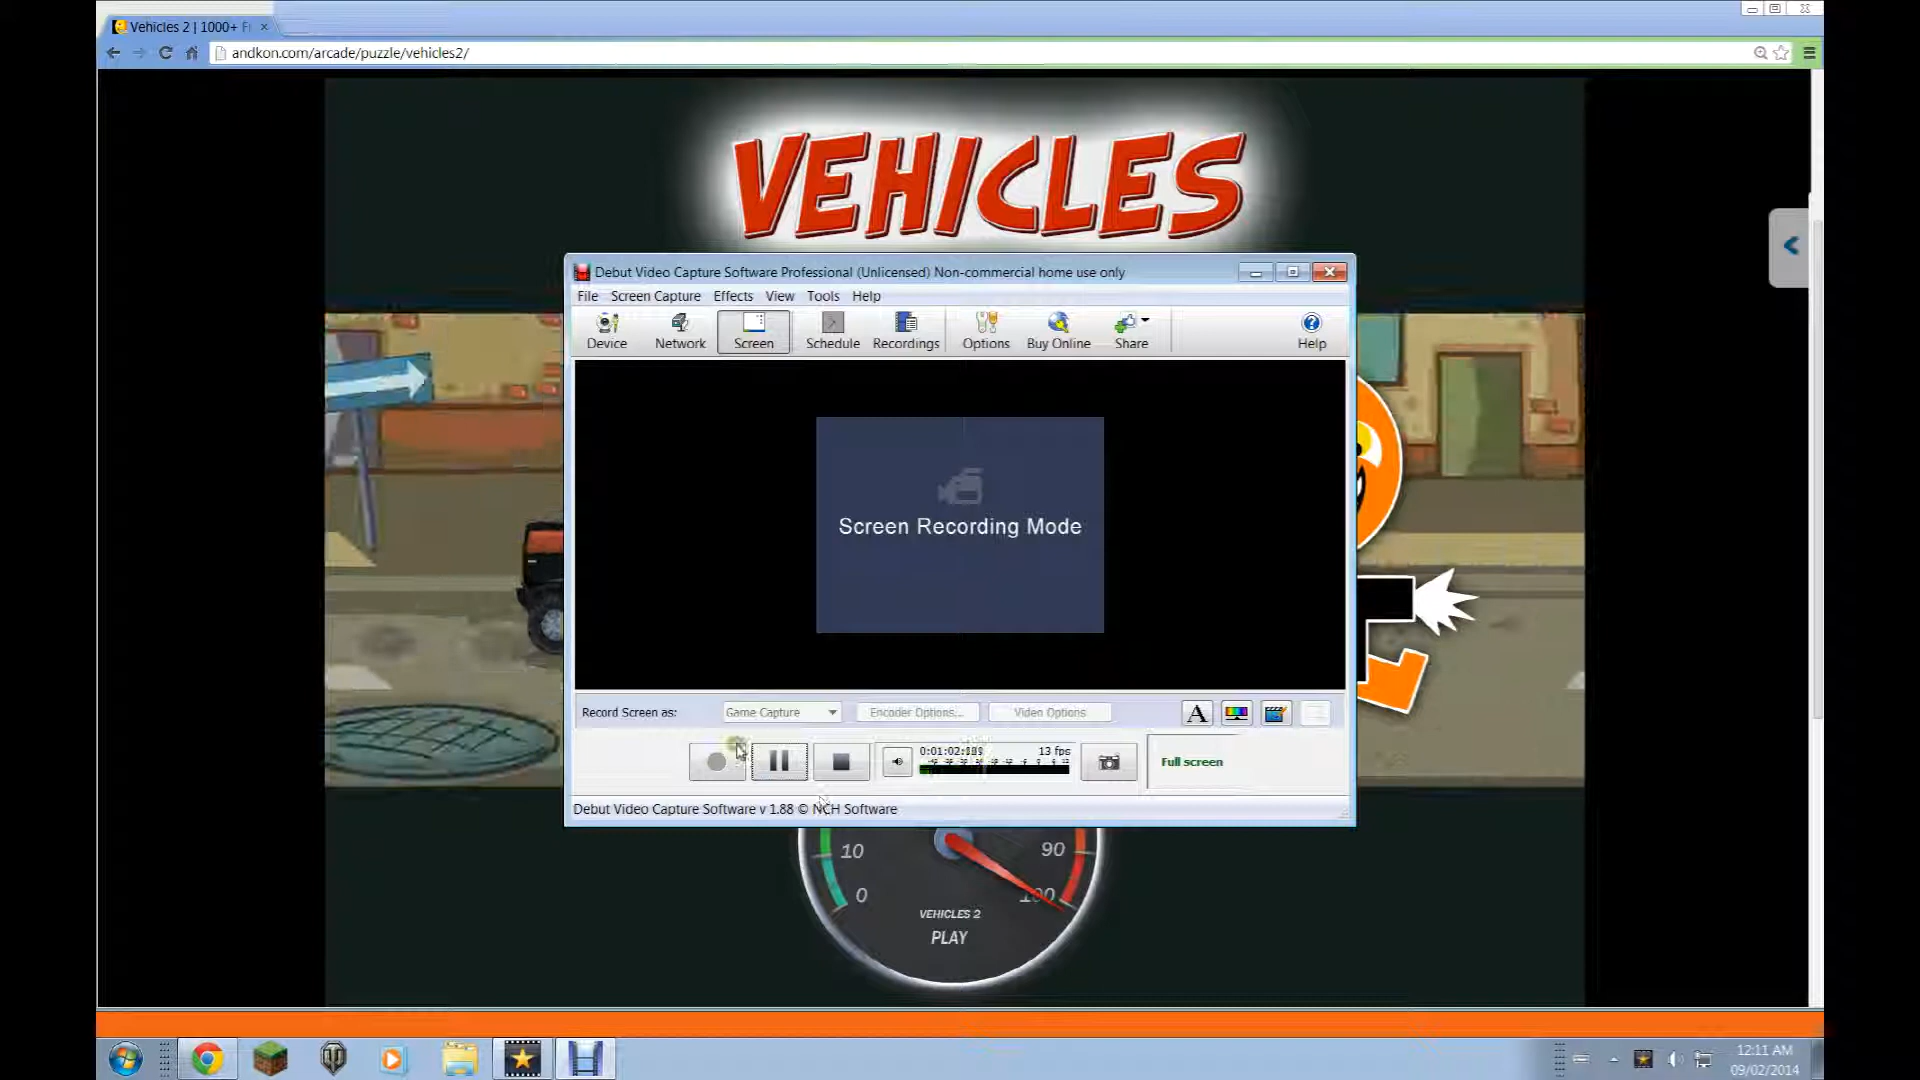 Vehicles 2 | 1000+ F
andkon.com/arcade/puzzle/vehicles2/
VEHICLES
Debut Video Capture Software Professional (Unlicensed) Non-commercial home use only
File Screen Capture Effects View Tools Help
Device Network Screen Schedule Recordings Options Buy Online Share Help
Screen Recording Mode
Record Screen as: Game Capture Encoder Options... Video Options
A
13 fps
Full screen
Debut Video Capture Software v 1.88 © NCH Software
10 90
0 100
VEHICLES 2
PLAY
12:11 AM
09/02/2014